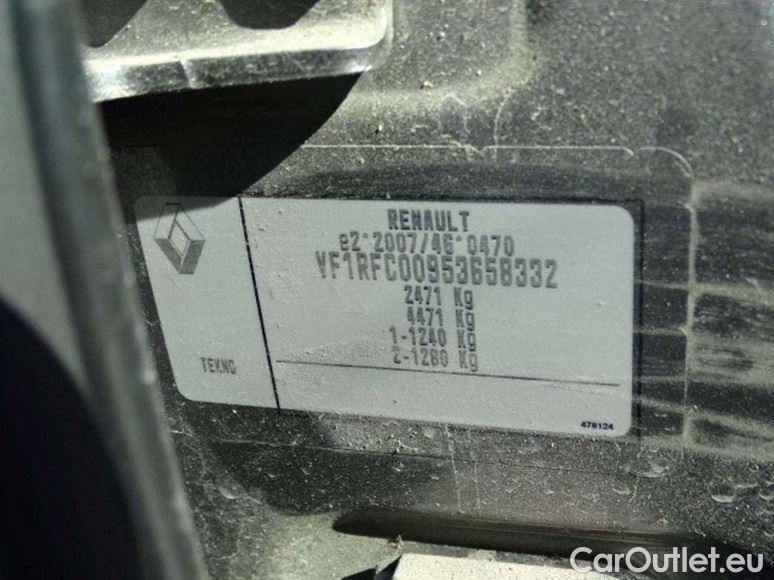 RENAULT
e2*2007/46*0470
VF1RFC00953658332
2471 Kg
4471 Kg
1-1240 Kg
2-1280 Kg
TEKNO
478124
CarOutlet.eu